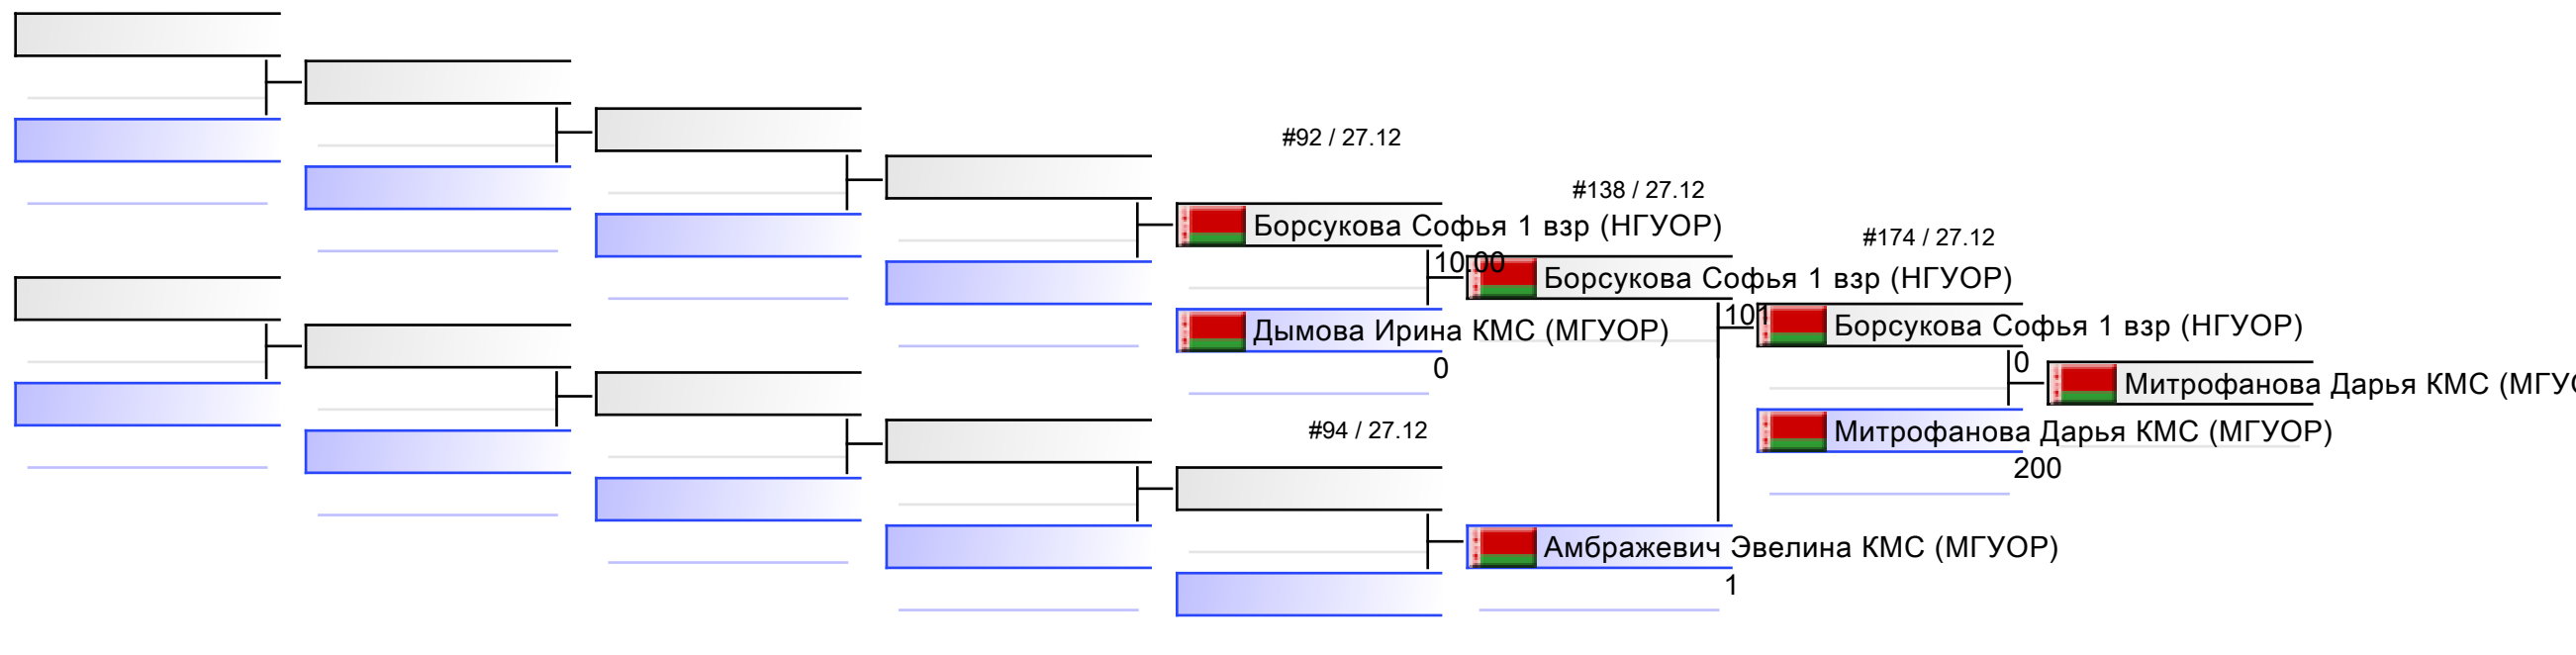 #92 / 27.12
#138 / 27.12
Борсукова Софья 1 взр (НГУОР)
#174 / 27.12
10.00
Борсукова Софья 1 взр (НГУОР)
101
Дымова Ирина КМС (МГУОР)
Борсукова Софья 1 взр (НГУОР)
0
0
Митрофанова Дарья КМС (МГУО
#94 / 27.12
Митрофанова Дарья КМС (МГУОР)
200
Амбражевич Эвелина КМС (МГУОР)
1